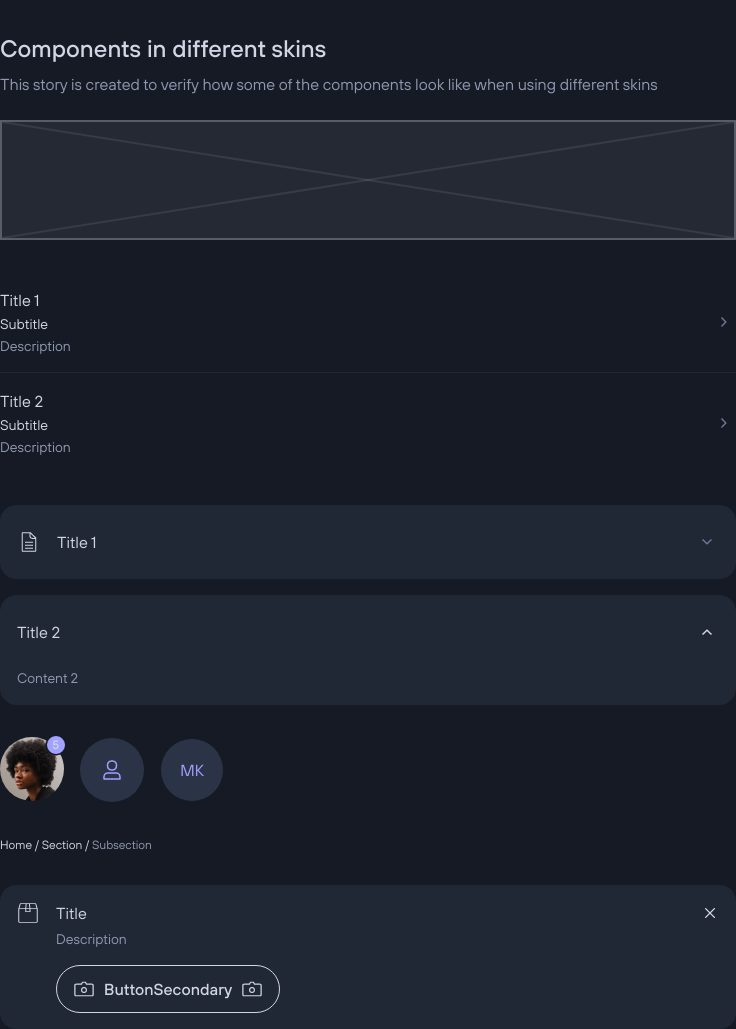 Components in different skins
This story is created to verify how some of the components look like when using different skins
Title 1
Subtitle
Description
Title 2
Subtitle
Description
Title 1
Title 2
Content 2
5
MK
Home / Section / Subsection
Title
Description
ButtonSecondary